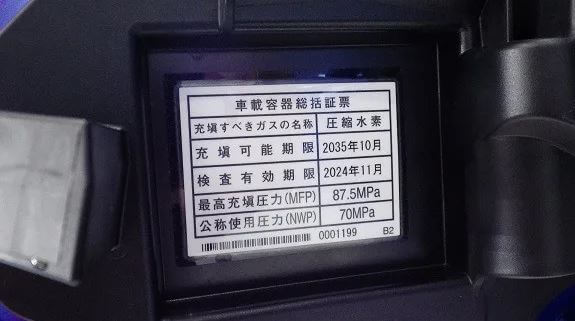 車載容器総括証票
充塡すべきガスの名称 圧縮水素
充塡可能期限 2035年10月
検査有効期限 2024年11月
最高充塡圧力(MFP) 87.5MPa
公称使用圧力(NWP) 70MPa
0001199 B2